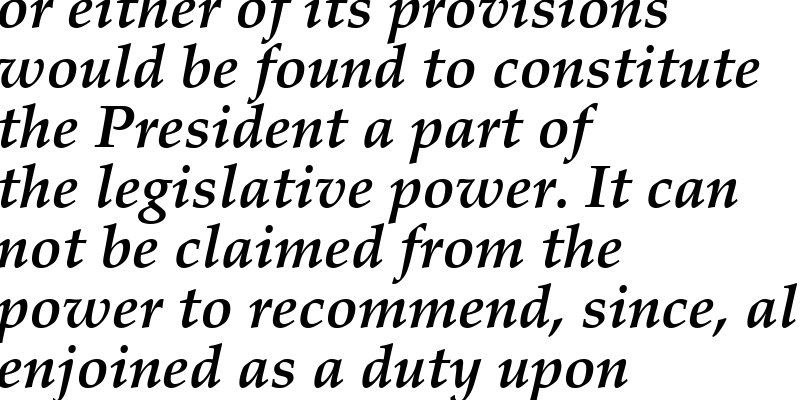 or either of its provisions
would be found to constitute
the President a part of
the legislative power. It can
not be claimed from the
power to recommend, since, al
enjoined as a duty upon